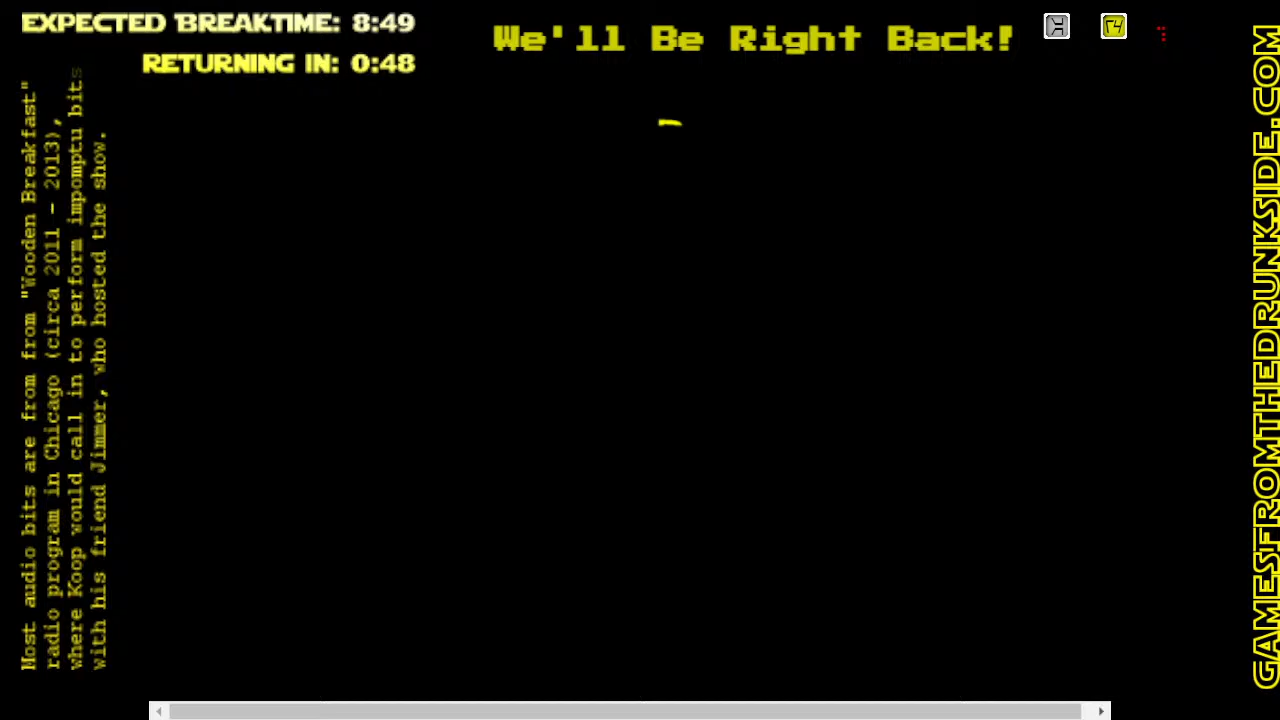 EXPECTED BREAKTIME: 8:49
RETURNING IN: 0:48
We'll Be Right Back!
Most audio bits are from from "Wooden Breakfast"
radio program in Chicago (circa 2011 - 2013),
where Koop would call in to perform impomptu bits
with his friend Jimmer, who hosted the show.
GAMESFROMTHEDRUNKSIDE.COM